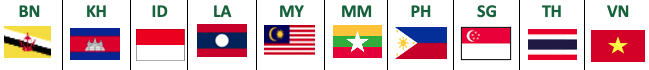 BN KH ID LA MY MM PH SG TH VN